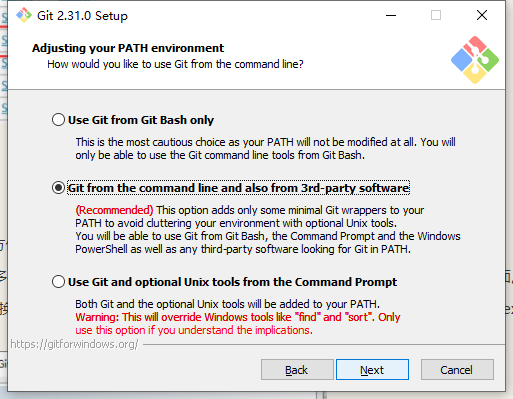 Git 2.31.0 Setup
Adjusting your PATH environment
How would you like to use Git from the command line?
Use Git from Git Bash only
This is the most cautious choice as your PATH will not be modified at all. You will
only be able to use the Git command line tools from Git Bash.
Git from the command line and also from 3rd-party software
(Recommended) This option adds only some minimal Git wrappers to your
PATH to avoid cluttering your environment with optional Unix tools.
You will be able to use Git from Git Bash, the Command Prompt and the Windows
PowerShell as well as any third-party software looking for Git in PATH.
Use Git and optional Unix tools from the Command Prompt
Both Git and the optional Unix tools will be added to your PATH.
Warning: This will override Windows tools like "find" and "sort". Only
use this option if you understand the implications.
https://gitforwindows.org/
Back
Next
Cancel